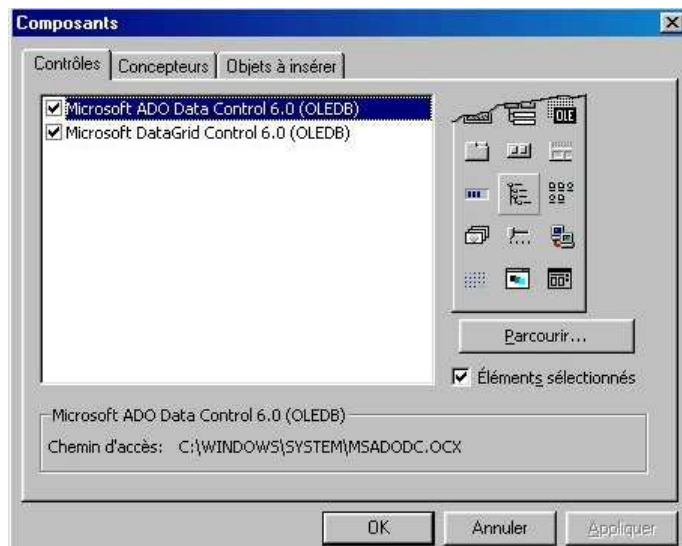 Composants
Contrôles Concepteurs Objets à insérer
Microsoft ADO Data Control 6.0 (OLEDB)
Microsoft DataGrid Control 6.0 (OLEDB)
OLE
Parcourir...
Éléments sélectionnés
Microsoft ADO Data Control 6.0 (OLEDB)
Chemin d'accès: C:\WINDOWS\SYSTEM\MSADODC.OCX
OK Annuler Appliquer